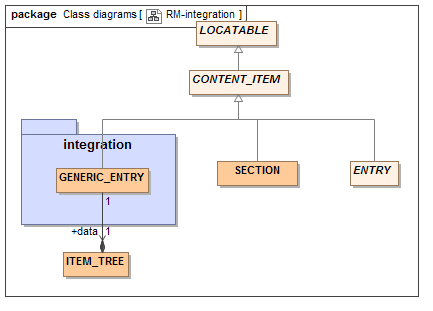 package Class diagrams [ RM-integration ]
LOCATABLE
CONTENT_ITEM
integration
GENERIC_ENTRY
SECTION
ENTRY
1
+data 1
ITEM_TREE